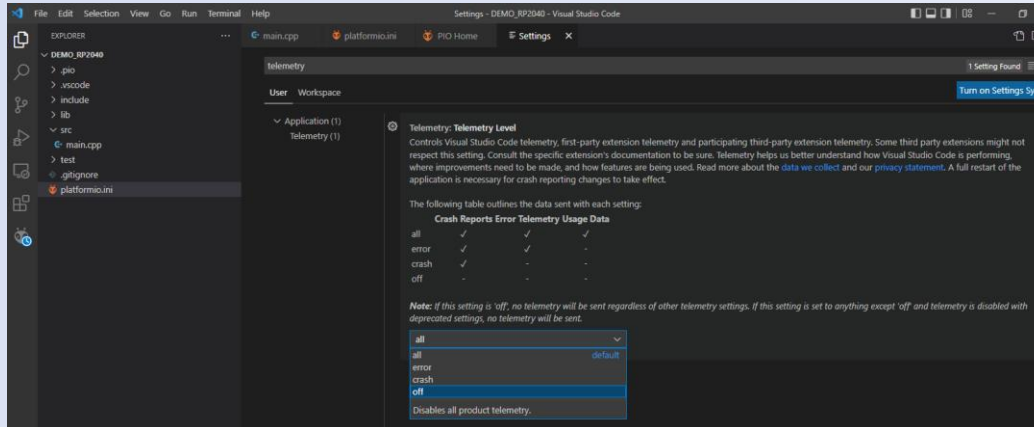 File Edit Selection View Go Run Terminal Help
Settings - DEMO_RP2040 - Visual Studio Code
EXPLORER
main.cpp
platformio.ini
PIO Home
Settings
DEMO_RP2040
.pio
.vscode
include
lib
src
main.cpp
test
.gitignore
platformio.ini
telemetry
1 Setting Found
User Workspace
Turn on Settings Sy
Application (1)
Telemetry (1)
Telemetry: Telemetry Level
Controls Visual Studio Code telemetry, first-party extension telemetry and participating third-party extension telemetry. Some third party extensions might not
respect this setting. Consult the specific extension's documentation to be sure. Telemetry helps us better understand how Visual Studio Code is performing,
where improvements need to be made, and how features are being used. Read more about the data we collect and our privacy statement. A full restart of the
application is necessary for crash reporting changes to take effect.
The following table outlines the data sent with each setting:
Crash Reports Error Telemetry Usage Data
all ✓ ✓ ✓
error ✓ ✓ -
crash ✓ - -
off - - -
Note: If this setting is 'off', no telemetry will be sent regardless of other telemetry settings. If this setting is set to anything except 'off' and telemetry is disabled with
deprecated settings, no telemetry will be sent.
all
all default
error
crash
off
Disables all product telemetry.